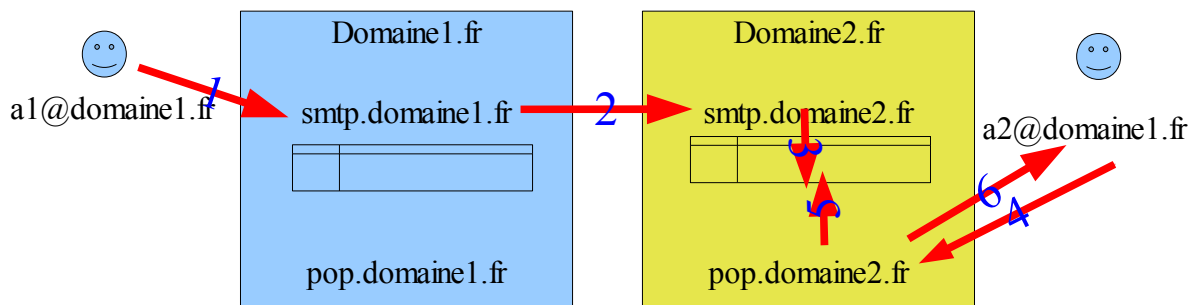 Domaine1.fr
Domaine2.fr
a1@domaine1.fr
1
smtp.domaine1.fr
2
smtp.domaine2.fr
a2@domaine1.fr
3
5
6
4
pop.domaine1.fr
pop.domaine2.fr